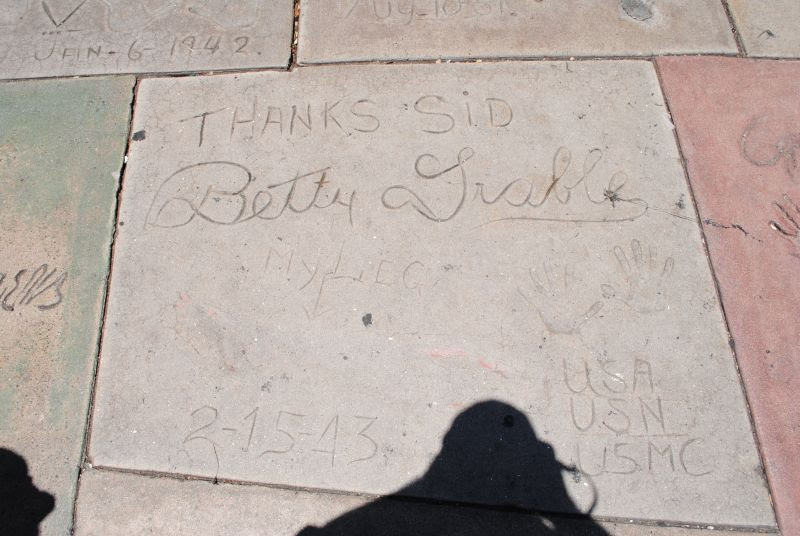 JAN-6-1942.
THANKS SID
Betty Grable
MY LEG
USA
USN
2-15-43
USMC